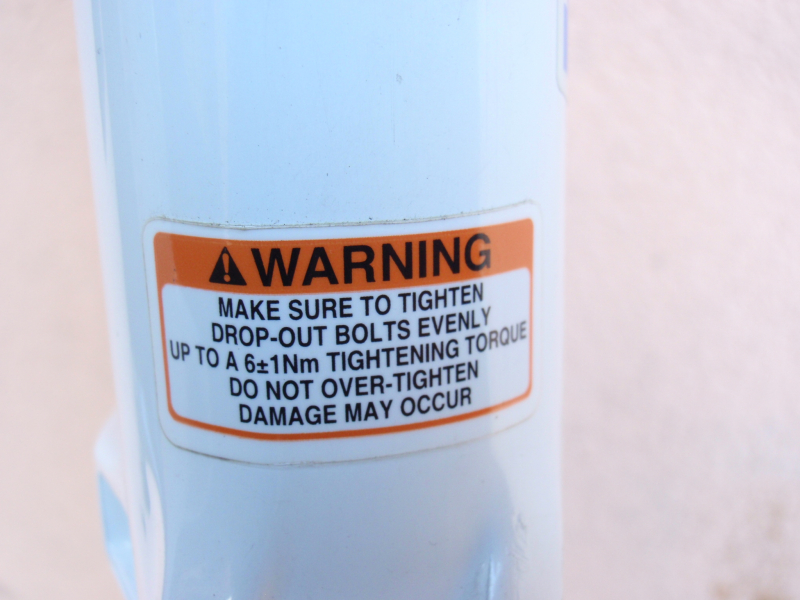 WARNING
MAKE SURE TO TIGHTEN
DROP-OUT BOLTS EVENLY
UP TO A 6±1Nm TIGHTENING TORQUE
DO NOT OVER-TIGHTEN
DAMAGE MAY OCCUR